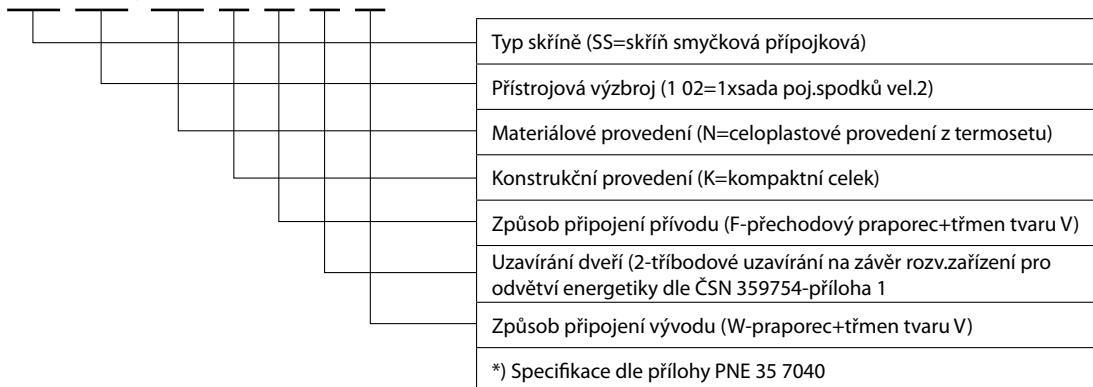 Typ skříně (SS=skříň smyčková přípojková)
Přístrojová výzbroj (1 02=1xsada poj.spodků vel.2)
Materiálové provedení (N=celoplastové provedení z termosetu)
Konstrukční provedení (K=kompaktní celek)
Způsob připojení přívodu (F-přechodový praporec+třmen tvaru V)
Uzavírání dveří (2-tříbodové uzavírání na závěr rozv.zařízení pro
odvětví energetiky dle ČSN 359754-příloha 1
Způsob připojení vývodu (W-praporec+třmen tvaru V)
*) Specifikace dle přílohy PNE 35 7040